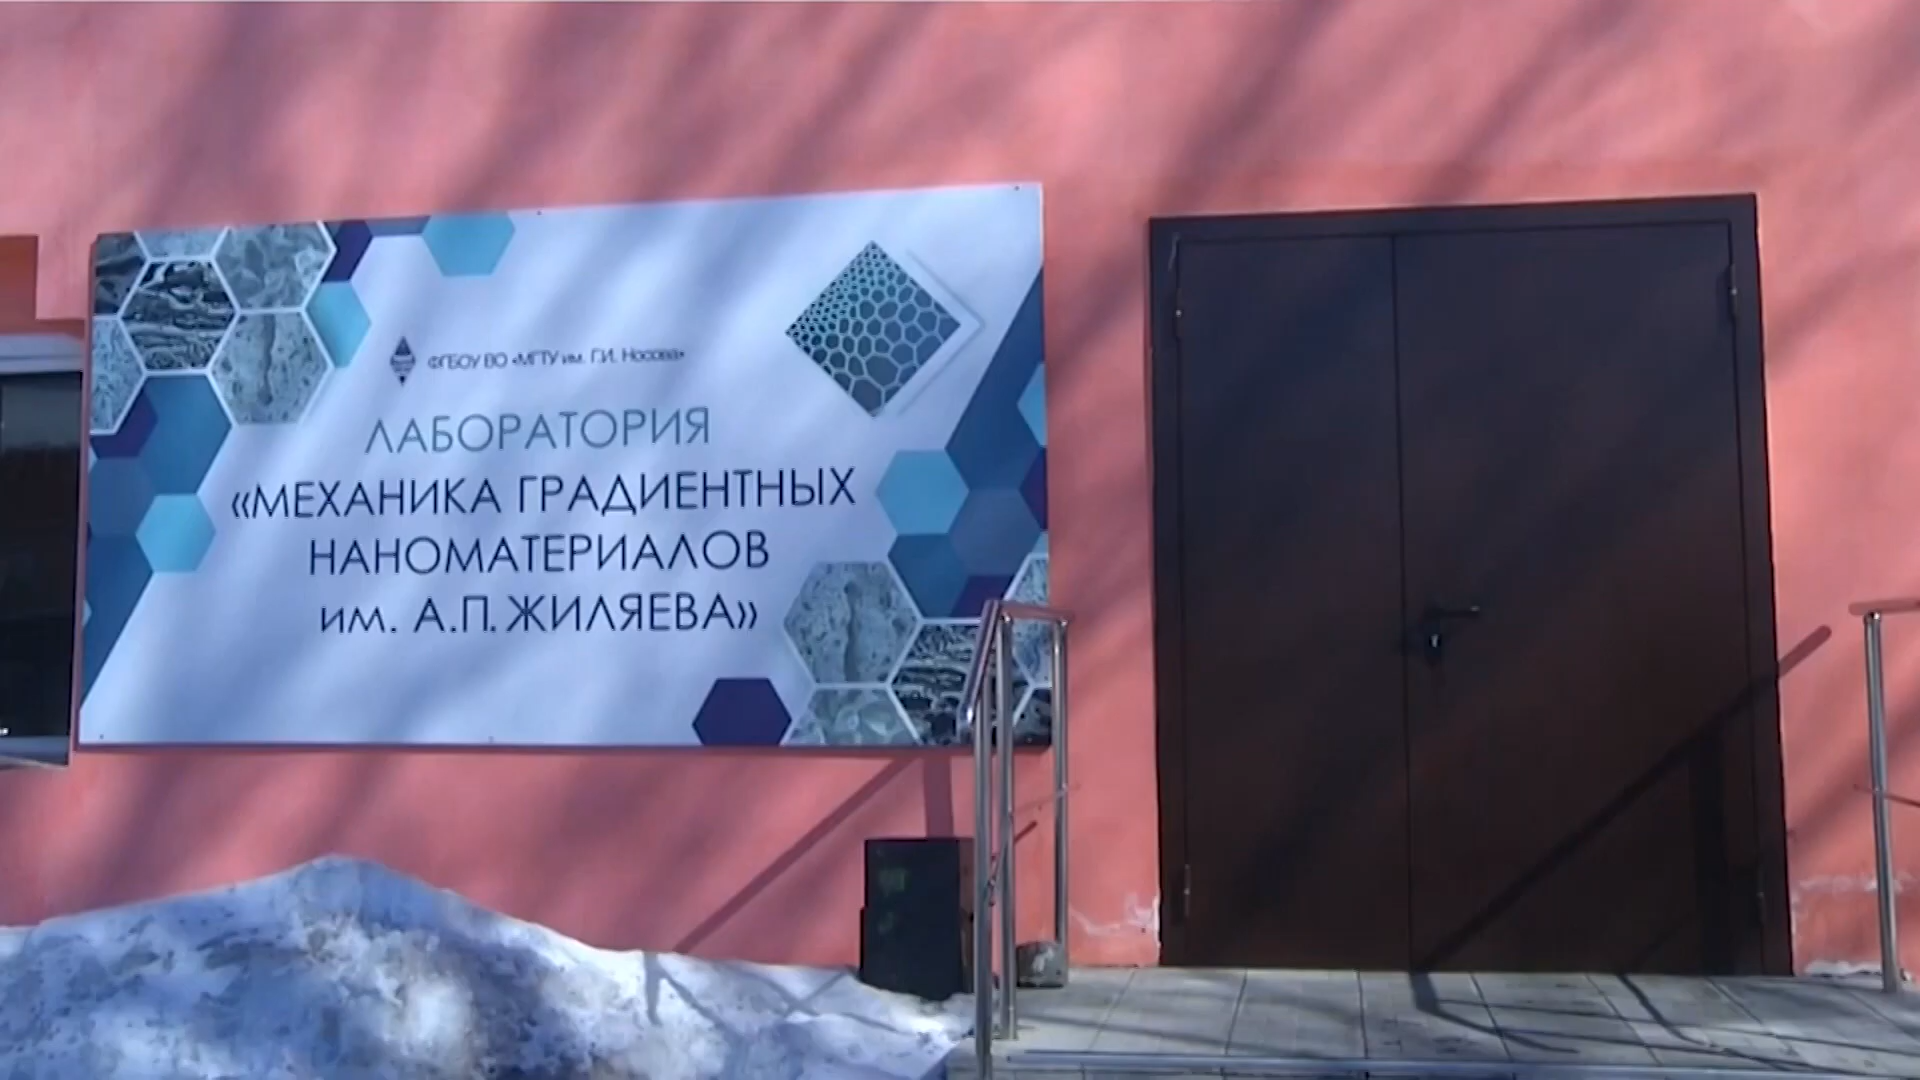 ФГБОУ ВО «МГТУ им. Г.И. Носова»
ЛАБОРАТОРИЯ
«МЕХАНИКА ГРАДИЕНТНЫХ
НАНОМАТЕРИАЛОВ
им. А.П. ЖИЛЯЕВА»